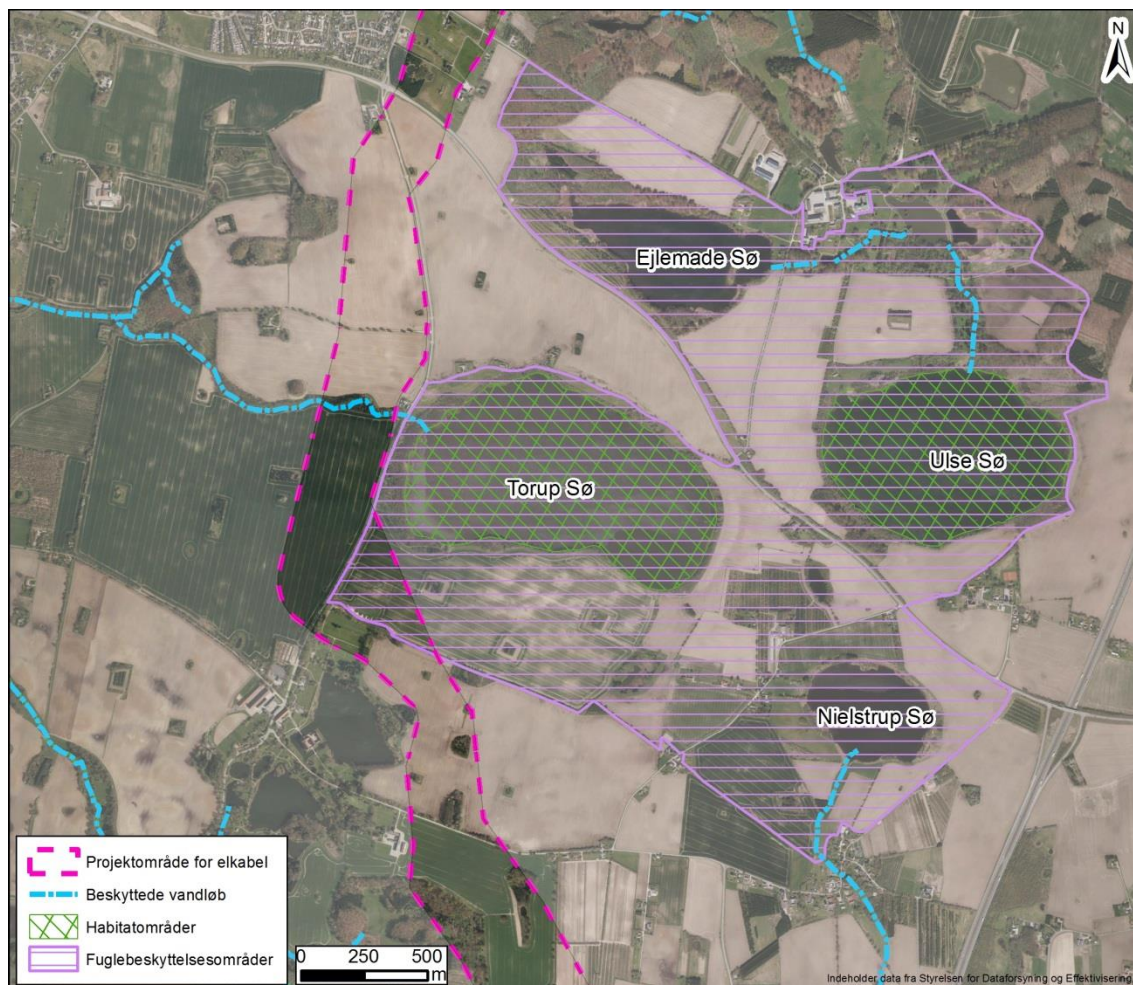 N
Ejlemade Sø
Ulse Sø
Torup Sø
Nielstrup Sø
Projektområde for elkabel
Beskyttede vandløb
Habitatområder
Fuglebeskyttelsesområder
0 250 500
m
Indeholder data fra Styrelsen for Dataforsyning og Effektivisering